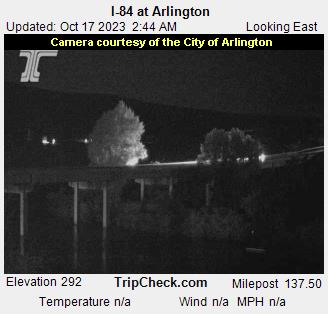 I-84 at Arlington
Updated: Oct 17 2023 2:44 AM Looking East
Camera courtesy of the City of Arlington
Elevation 292 TripCheck.com Milepost 137.50
Temperature n/a Wind n/a MPH n/a